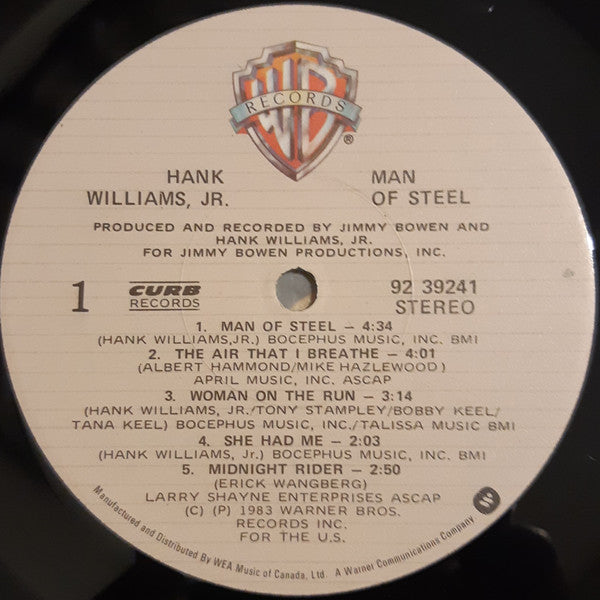 WB
RECORDS
®
HANK WILLIAMS, JR.
MAN OF STEEL
PRODUCED AND RECORDED BY JIMMY BOWEN AND
HANK WILLIAMS, JR.
FOR JIMMY BOWEN PRODUCTIONS, INC.
1
CURB
RECORDS
92 39241
STEREO
1. MAN OF STEEL – 4:34
(HANK WILLIAMS,JR.) BOCEPHUS MUSIC, INC. BMI
2. THE AIR THAT I BREATHE – 4:01
(ALBERT HAMMOND/MIKE HAZLEWOOD)
APRIL MUSIC, INC. ASCAP
3. WOMAN ON THE RUN – 3:14
(HANK WILLIAMS, JR./TONY STAMPLEY/BOBBY KEEL/
TANA KEEL) BOCEPHUS MUSIC, INC./TALISSA MUSIC BMI
4. SHE HAD ME – 2:03
(HANK WILLIAMS, Jr.) BOCEPHUS MUSIC, INC. BMI
5. MIDNIGHT RIDER – 2:50
(ERICK WANGBERG)
LARRY SHAYNE ENTERPRISES ASCAP
(C) (P) 1983 WARNER BROS.
RECORDS INC.
FOR THE U.S.
Manufactured and Distributed By WEA Music of Canada, Ltd. A Warner Communications Company